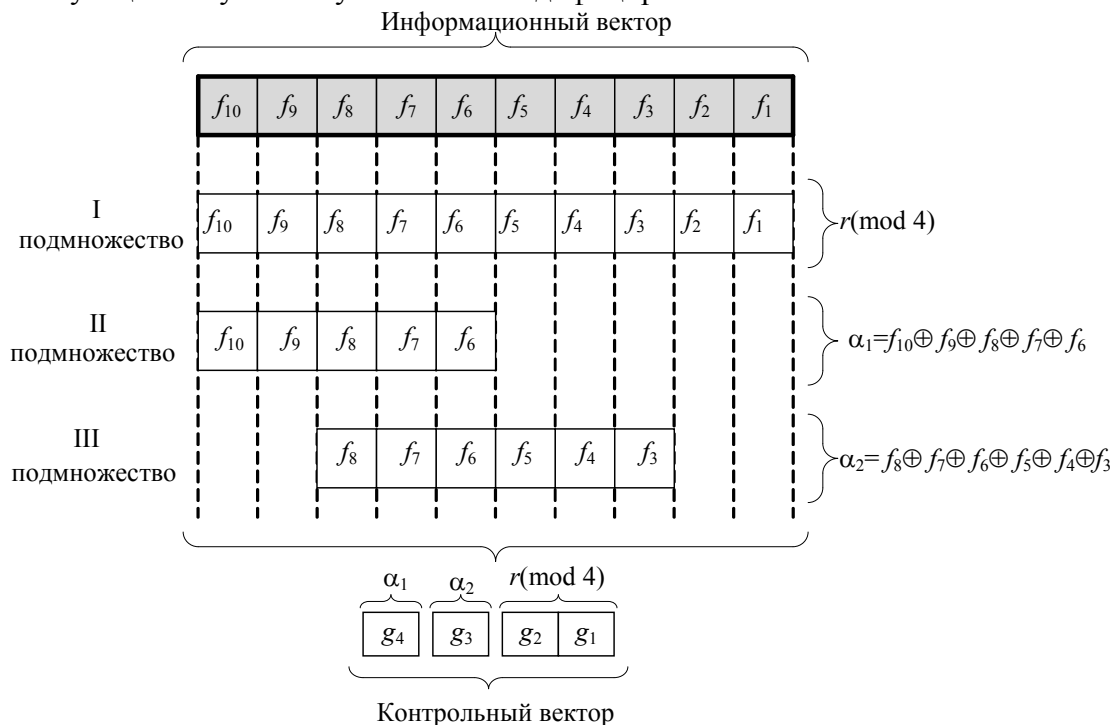 Информационный вектор
f10 f9 f8 f7 f6 f5 f4 f3 f2 f1
I
подмножество
f10 f9 f8 f7 f6 f5 f4 f3 f2 f1
r(mod 4)
II
подмножество
f10 f9 f8 f7 f6
α1=f10⊕ f9⊕ f8⊕ f7⊕ f6
III
подмножество
f8 f7 f6 f5 f4 f3
α2= f8⊕ f7⊕ f6⊕ f5⊕ f4⊕f3
α1 α2 r(mod 4)
g4 g3 g2 g1
Контрольный вектор